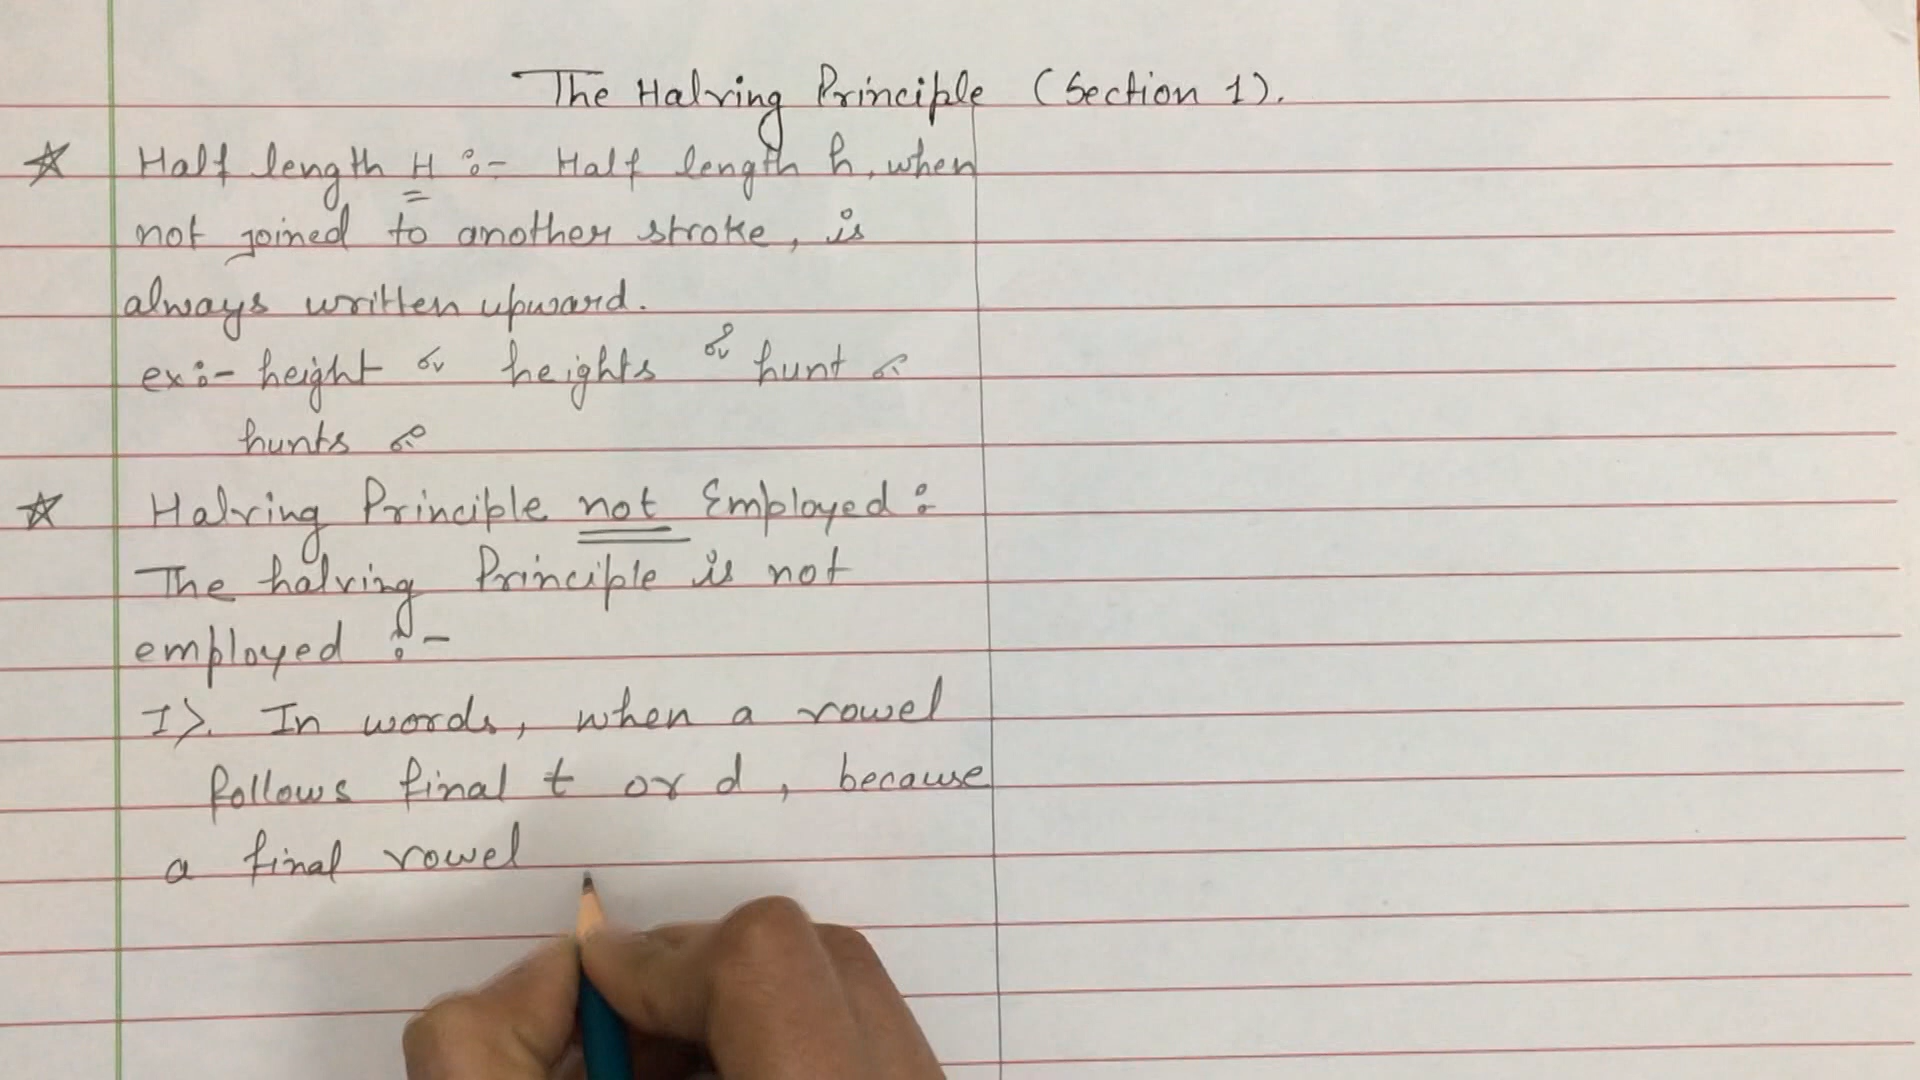 The Halving Principle (Section 1).
☆ Half length H :- Half length h, when
not joined to another stroke, is
always written upward.
ex:- height heights hunt
hunts
☆ Halving Principle not Employed :
The halving Principle is not
employed :-
I>. In words, when a vowel
follows final t or d, because
a final vowel